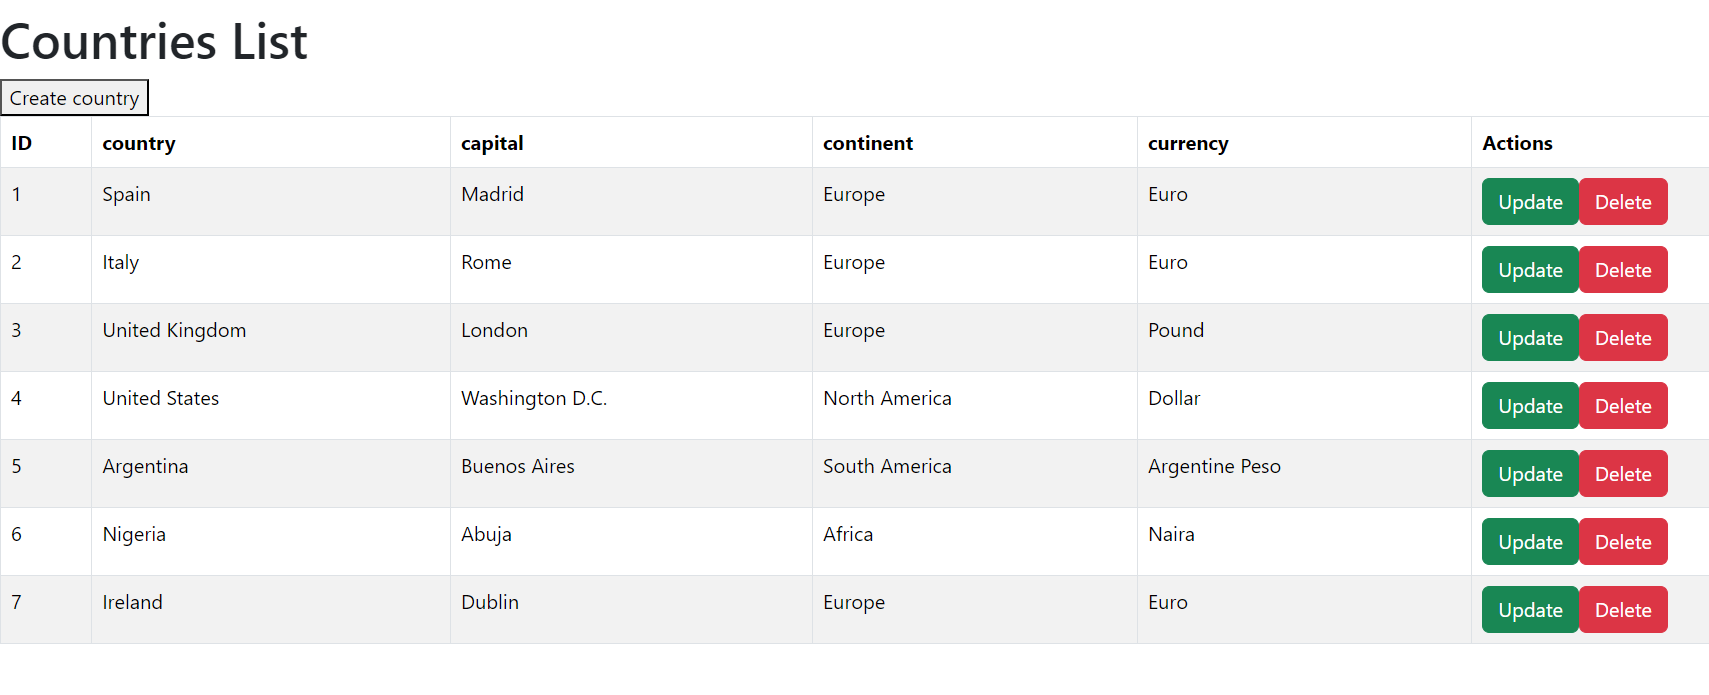 Countries List
Create country
ID country capital continent currency Actions
1 Spain Madrid Europe Euro Update Delete
2 Italy Rome Europe Euro Update Delete
3 United Kingdom London Europe Pound Update Delete
4 United States Washington D.C. North America Dollar Update Delete
5 Argentina Buenos Aires South America Argentine Peso Update Delete
6 Nigeria Abuja Africa Naira Update Delete
7 Ireland Dublin Europe Euro Update Delete